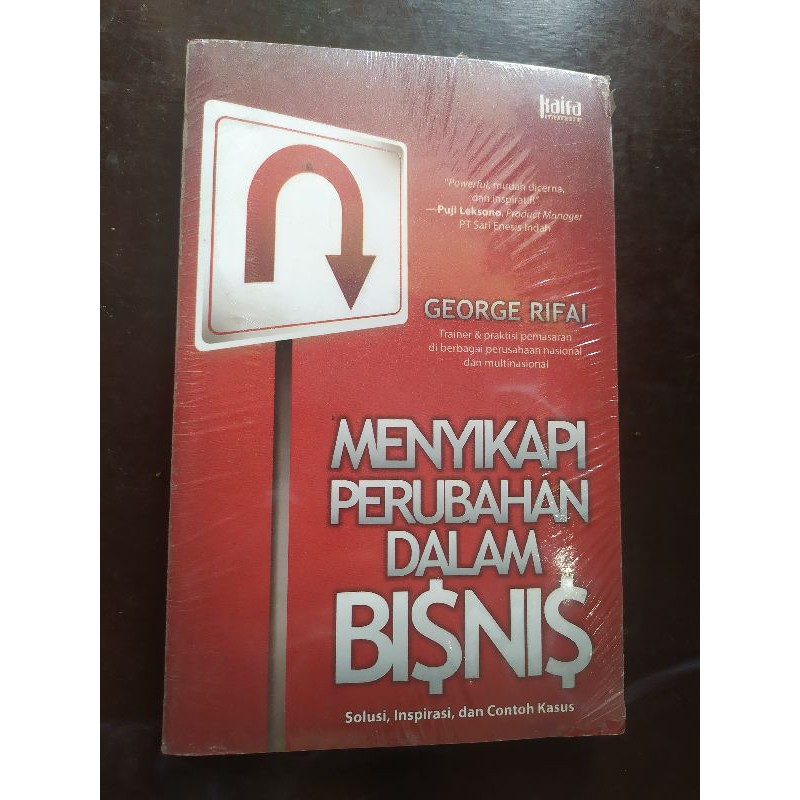 kaifa
"Powerful, mudah dicerna,
dan inspiratif!"
—Puji Leksono, Product Manager
PT Sari Enesis Indah
GEORGE RIFAI
Trainer & praktisi pemasaran
di berbagai perusahaan nasional
dan multinasional
MENYIKAPI
PERUBAHAN
DALAM
BI$NI$
Solusi, Inspirasi, dan Contoh Kasus